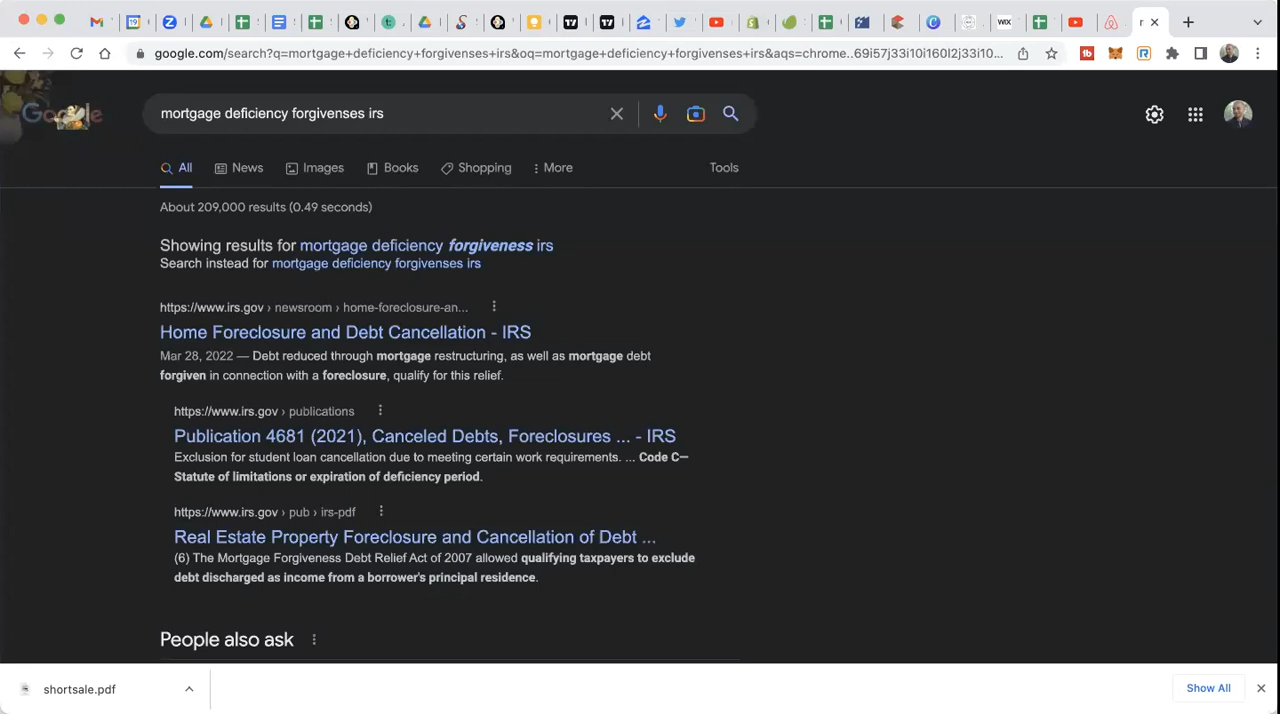 google.com/search?q=mortgage+deficiency+forgivenses+irs&oq=mortgage+deficiency+forgivenses+irs&aqs=chrome..69i57j33i10i160l2j33i10...
Google
mortgage deficiency forgivenses irs
All News Images Books Shopping More Tools
About 209,000 results (0.49 seconds)
Showing results for mortgage deficiency forgiveness irs
Search instead for mortgage deficiency forgivenses irs
https://www.irs.gov › newsroom › home-foreclosure-an...
Home Foreclosure and Debt Cancellation - IRS
Mar 28, 2022 — Debt reduced through mortgage restructuring, as well as mortgage debt
forgiven in connection with a foreclosure, qualify for this relief.
https://www.irs.gov › publications
Publication 4681 (2021), Canceled Debts, Foreclosures ... - IRS
Exclusion for student loan cancellation due to meeting certain work requirements. ... Code C—
Statute of limitations or expiration of deficiency period.
https://www.irs.gov › pub › irs-pdf
Real Estate Property Foreclosure and Cancellation of Debt ...
(6) The Mortgage Forgiveness Debt Relief Act of 2007 allowed qualifying taxpayers to exclude
debt discharged as income from a borrower's principal residence.
People also ask
shortsale.pdf
Show All